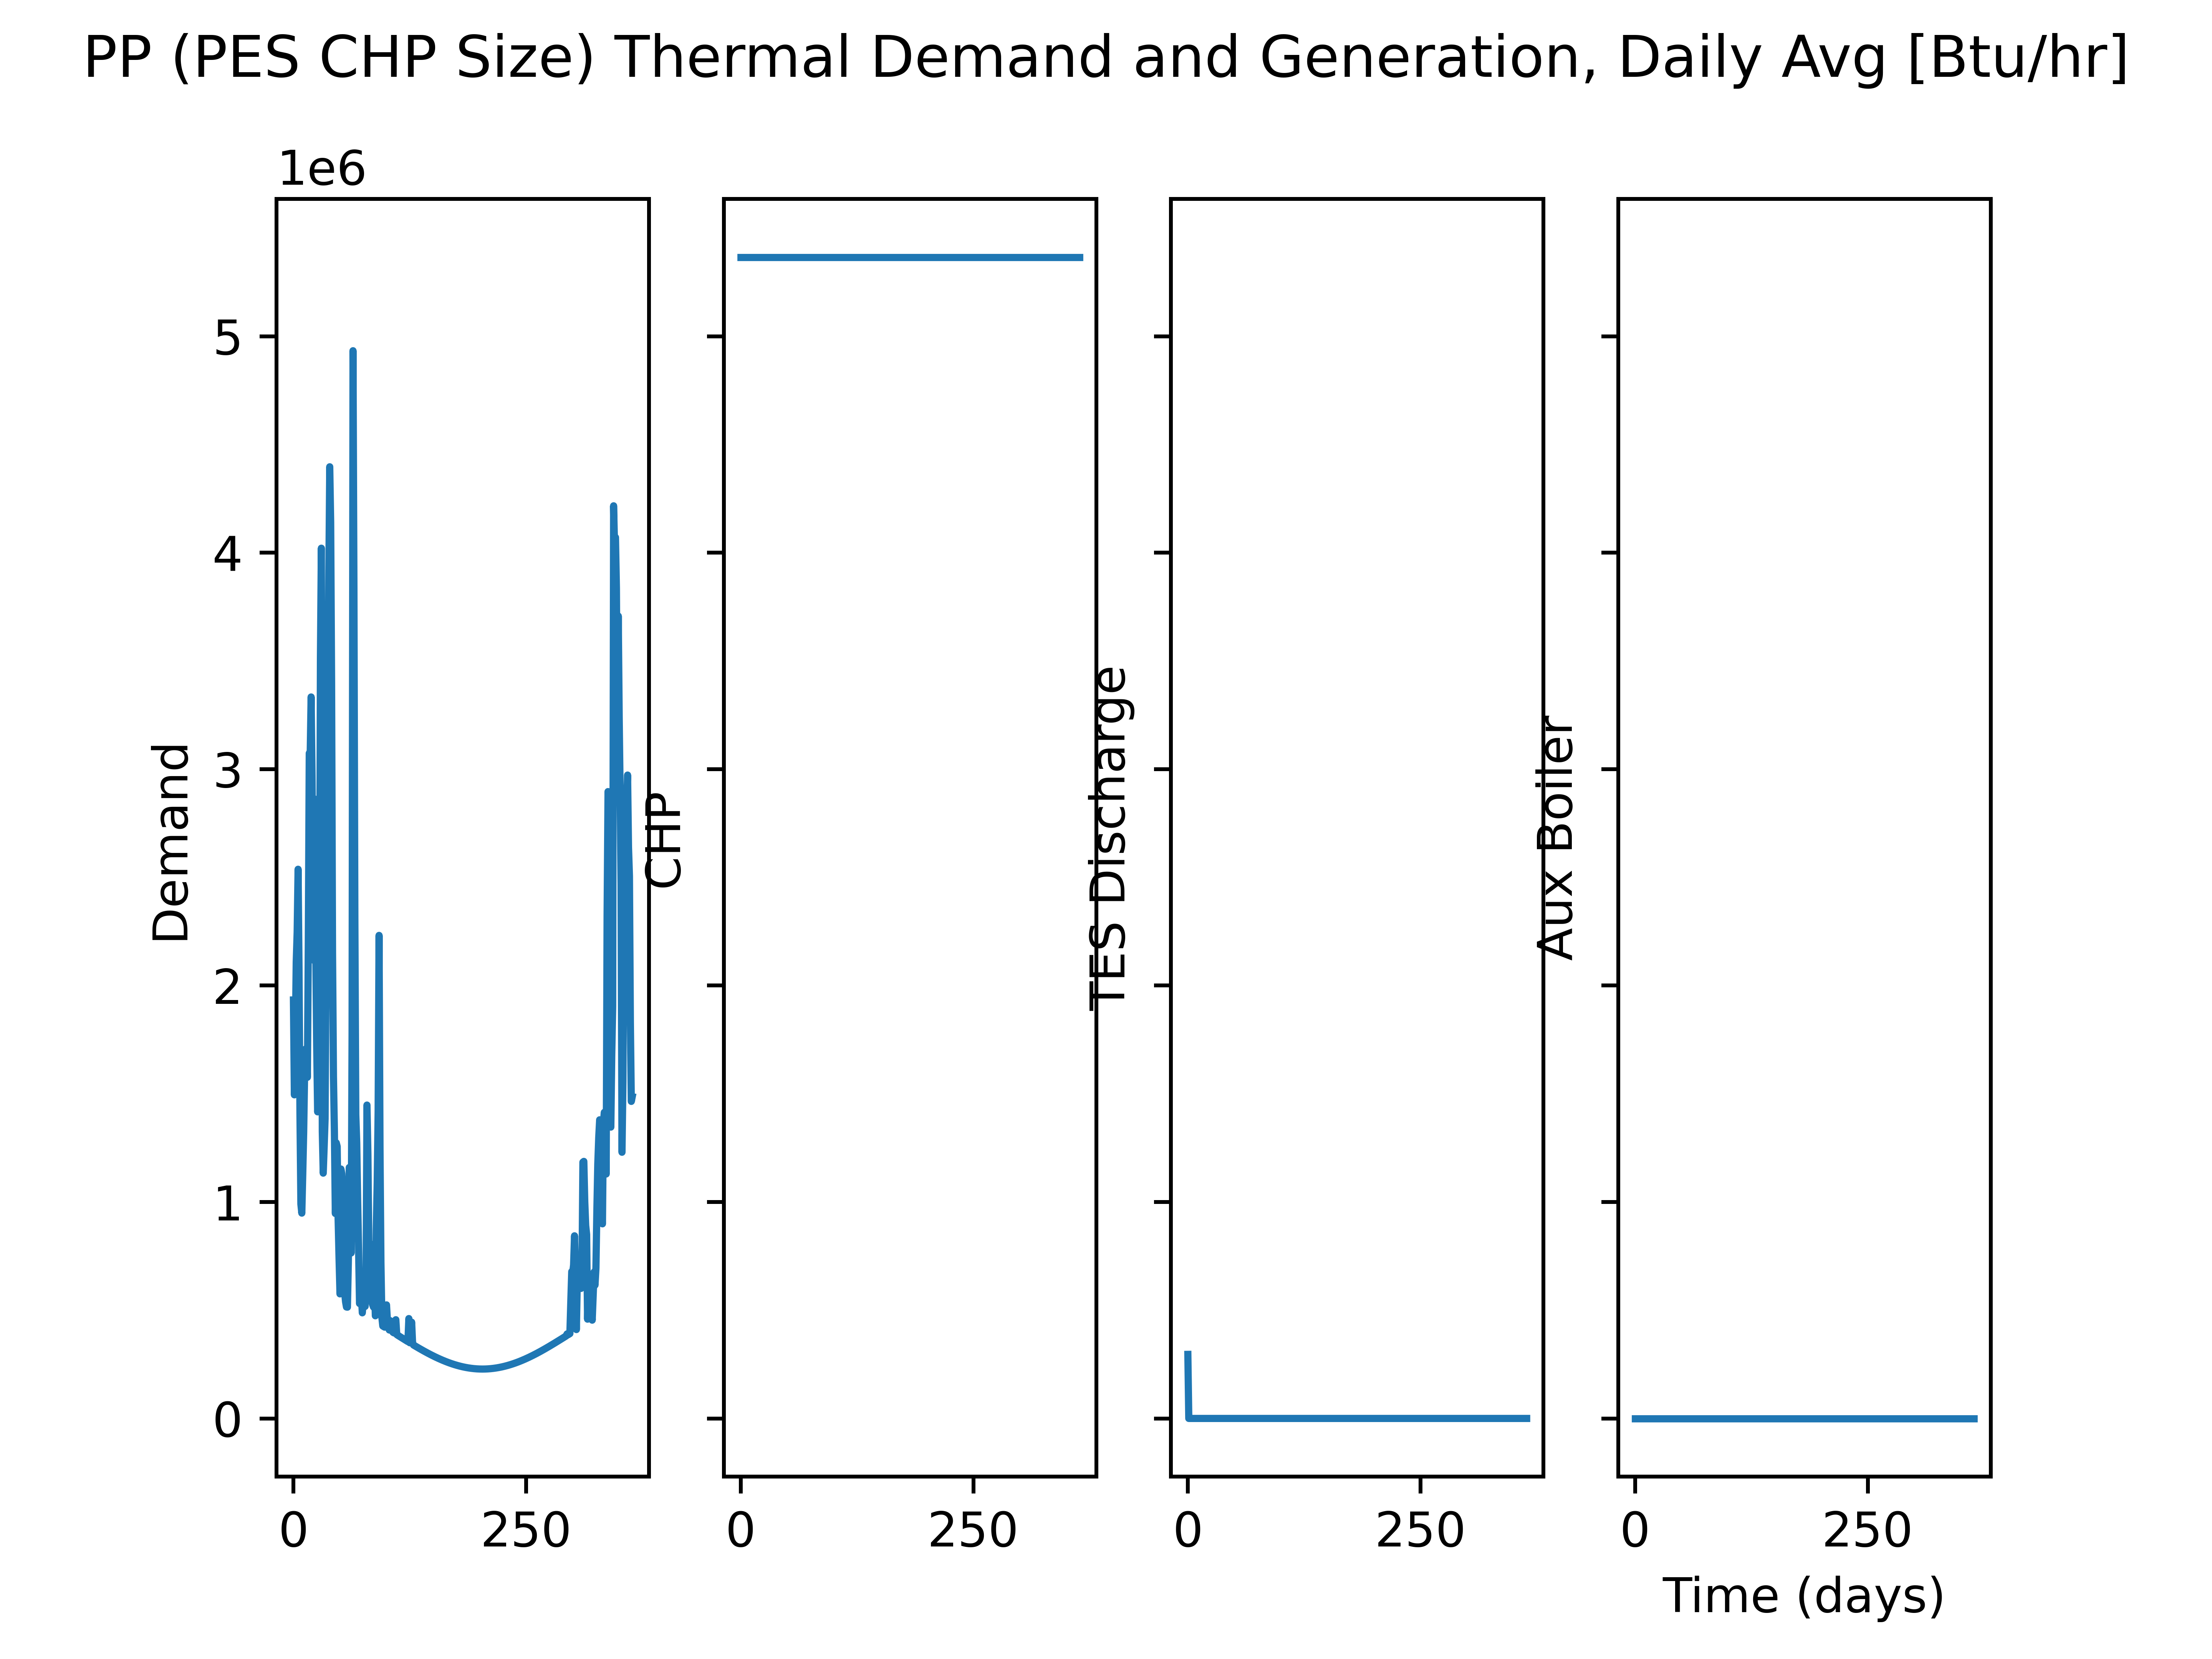 PP (PES CHP Size) Thermal Demand and Generation, Daily Avg [Btu/hr]
1e6
5
4
3
2
1
0
Demand
CHP
TES Discharge
Aux Boiler
0 250 0 250 0 250 0 250
Time (days)